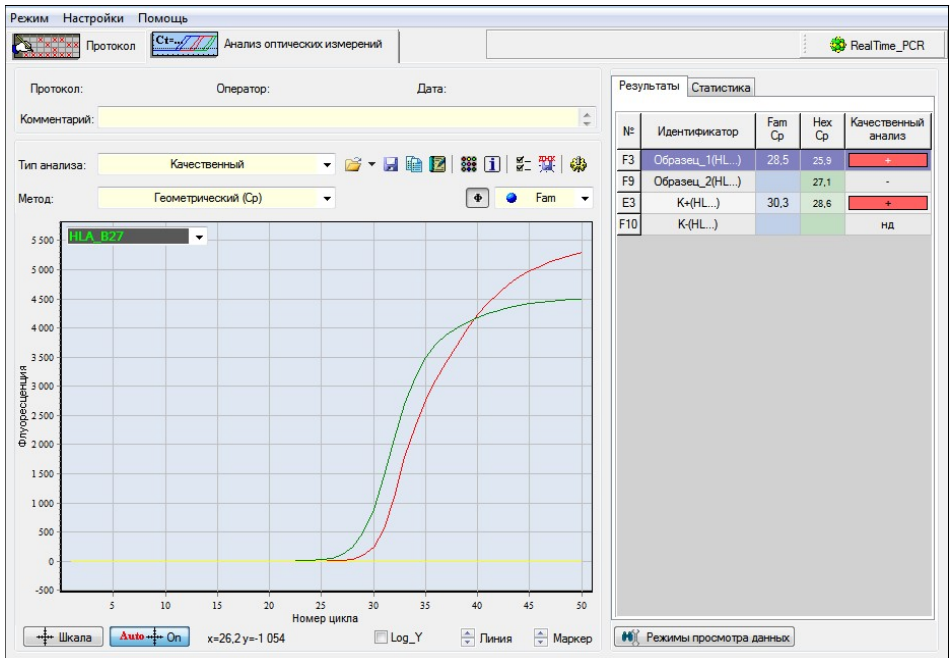 Режим Настройки Помощь
Протокол Ct=... Анализ оптических измерений RealTime_PCR
Протокол: Оператор: Дата:
Комментарий:
Тип анализа: Качественный
Метод: Геометрический (Cp) Ф Fam
HLA_B27
5 500
5 000
4 500
4 000
3 500
3 000
2 500
2 000
1 500
1 000
500
0
-500
Флуоресценция
5 10 15 20 25 30 35 40 45 50
Номер цикла
Шкала Auto On x=26,2 y=-1 054 Log_Y Линия Маркер
Результаты Статистика
№ Идентификатор Fam Cp Hex Cp Качественный анализ
F3 Образец_1(HL...) 28,5 25,9 +
F9 Образец_2(HL...) 27,1 -
E3 K+(HL...) 30,3 28,6 +
F10 K-(HL...) нд
Режимы просмотра данных